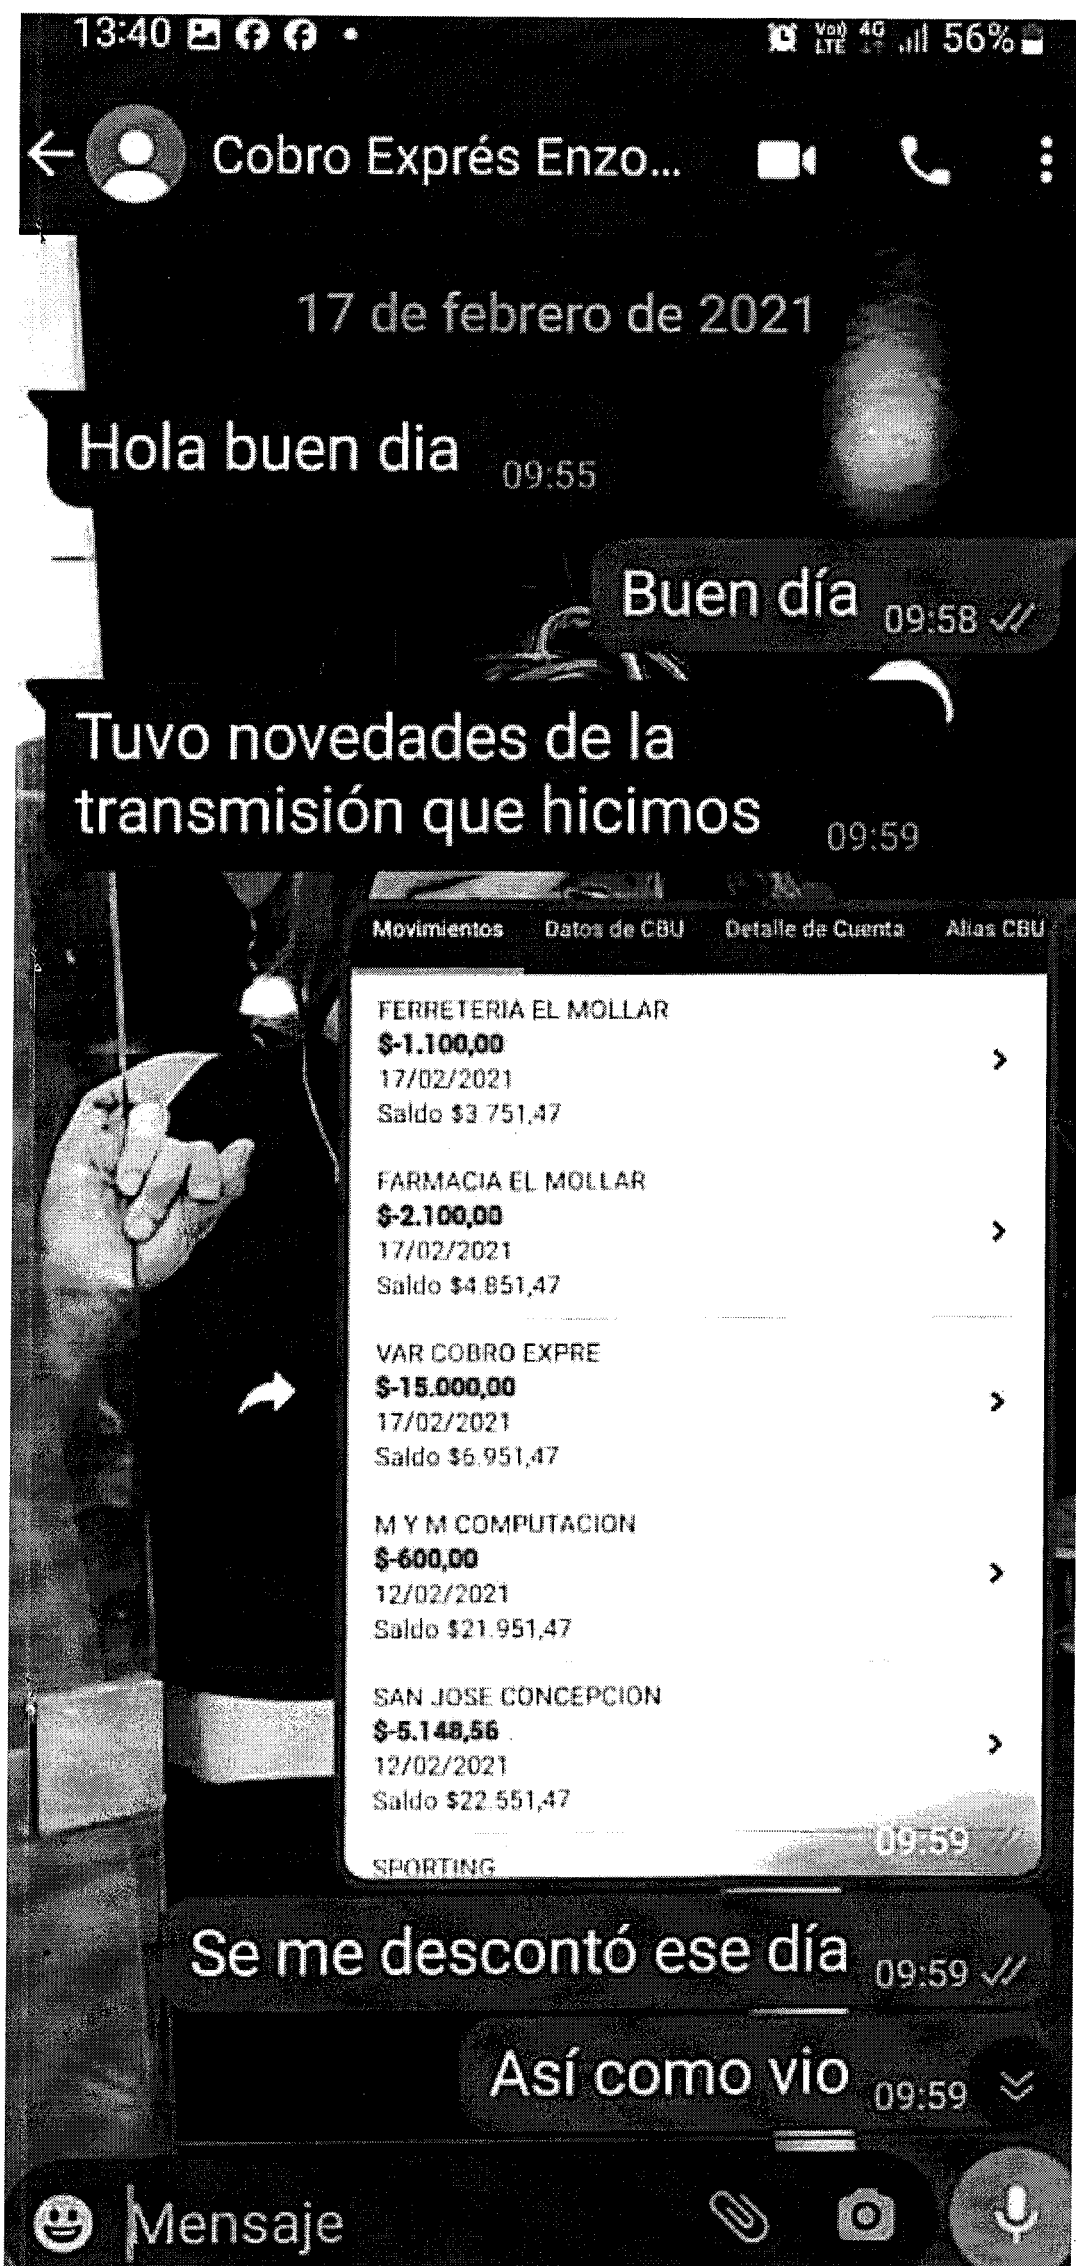 13:40
Voi) LTE 4G 56%
Cobro Exprés Enzo...
17 de febrero de 2021
Hola buen dia 09:55
Buen día 09:58
Tuvo novedades de la
transmisión que hicimos 09:59
Movimientos Datos de CBU Detalle de Cuenta Alias CBU
FERRETERIA EL MOLLAR
$-1.100,00
17/02/2021
Saldo $3.751,47
FARMACIA EL MOLLAR
$-2.100,00
17/02/2021
Saldo $4.851,47
VAR COBRO EXPRE
$-15.000,00
17/02/2021
Saldo $6.951,47
M Y M COMPUTACION
$-600,00
12/02/2021
Saldo $21.951,47
SAN JOSE CONCEPCION
$-5.148,56
12/02/2021
Saldo $22.551,47
09:59
SPORTING
Se me descontó ese día 09:59
Así como vio 09:59
Mensaje